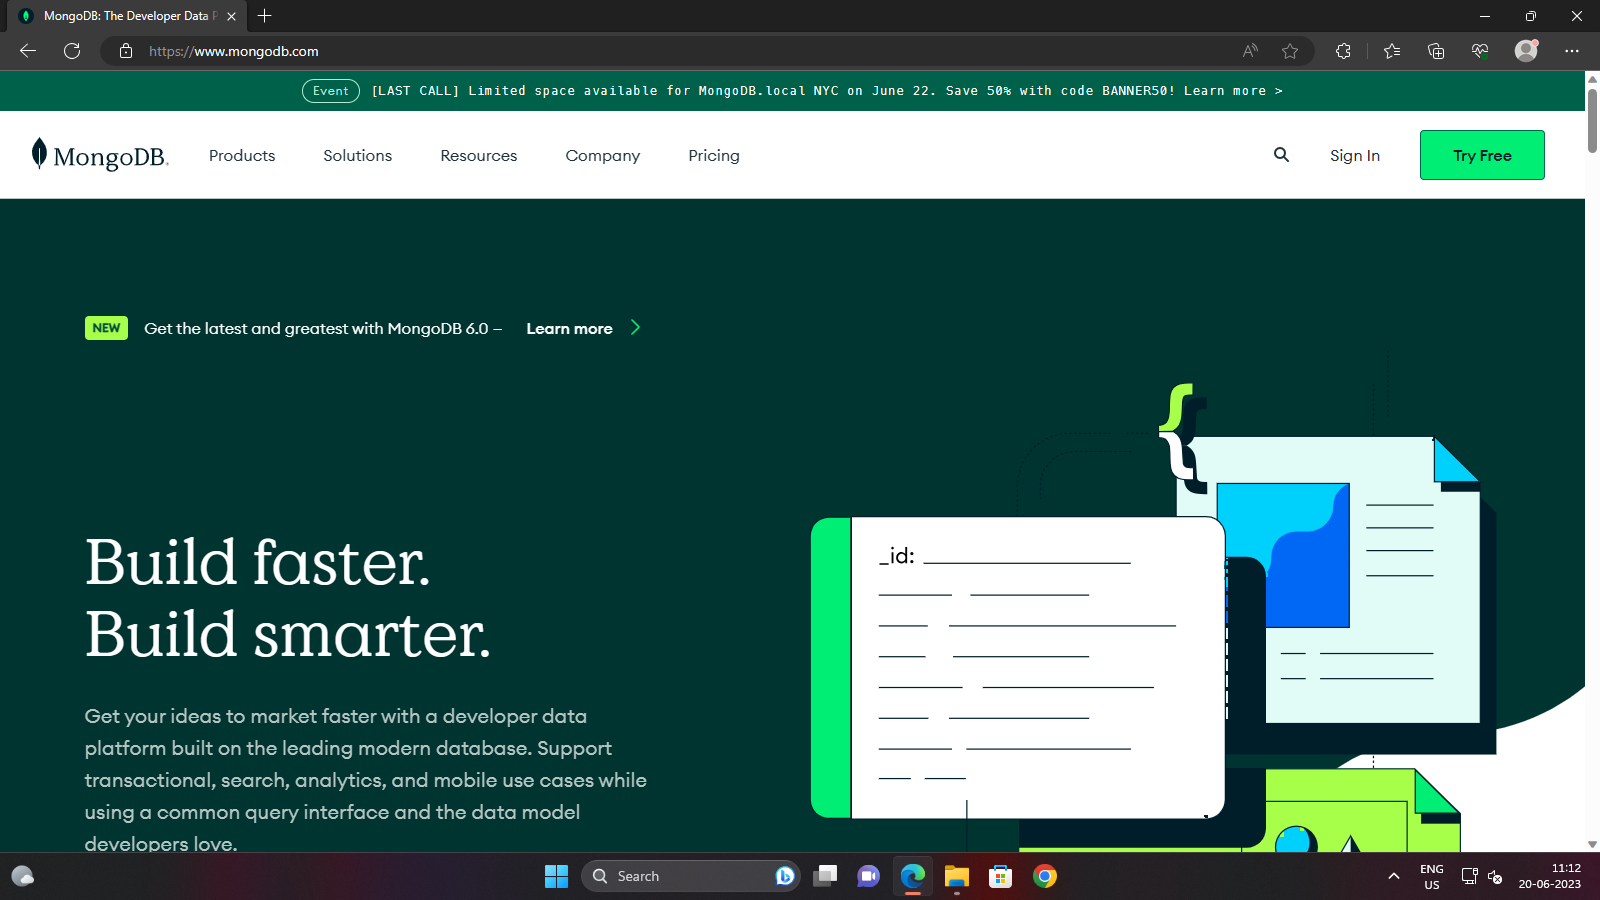 MongoDB: The Developer Data
https://www.mongodb.com
Event [LAST CALL] Limited space available for MongoDB.local NYC on June 22. Save 50% with code BANNER50! Learn more >
MongoDB. Products Solutions Resources Company Pricing Sign In Try Free
NEW Get the latest and greatest with MongoDB 6.0 – Learn more
{
_id:
Build faster.
Build smarter.
Get your ideas to market faster with a developer data
platform built on the leading modern database. Support
transactional, search, analytics, and mobile use cases while
using a common query interface and the data model
developers love.
Search
ENG
US
11:12
20-06-2023